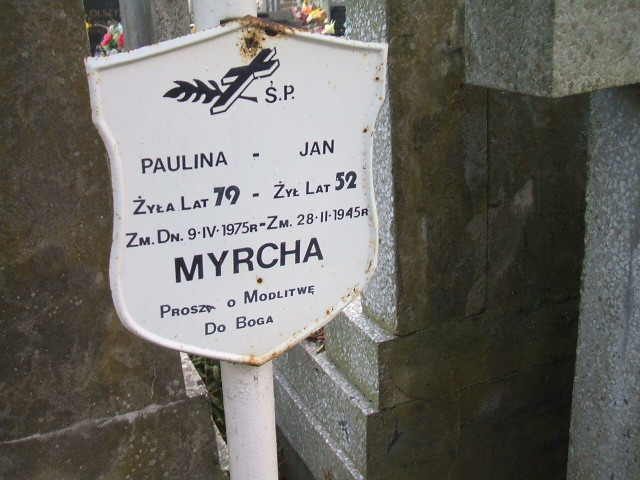 Ś.P.
PAULINA - JAN
ŻYŁA LAT 79 - ŻYŁ LAT 52
ZM. DN. 9·IV·1975R-ZM. 28·II·1945R
MYRCHA
PROSZĄ O MODLITWĘ
DO BOGA